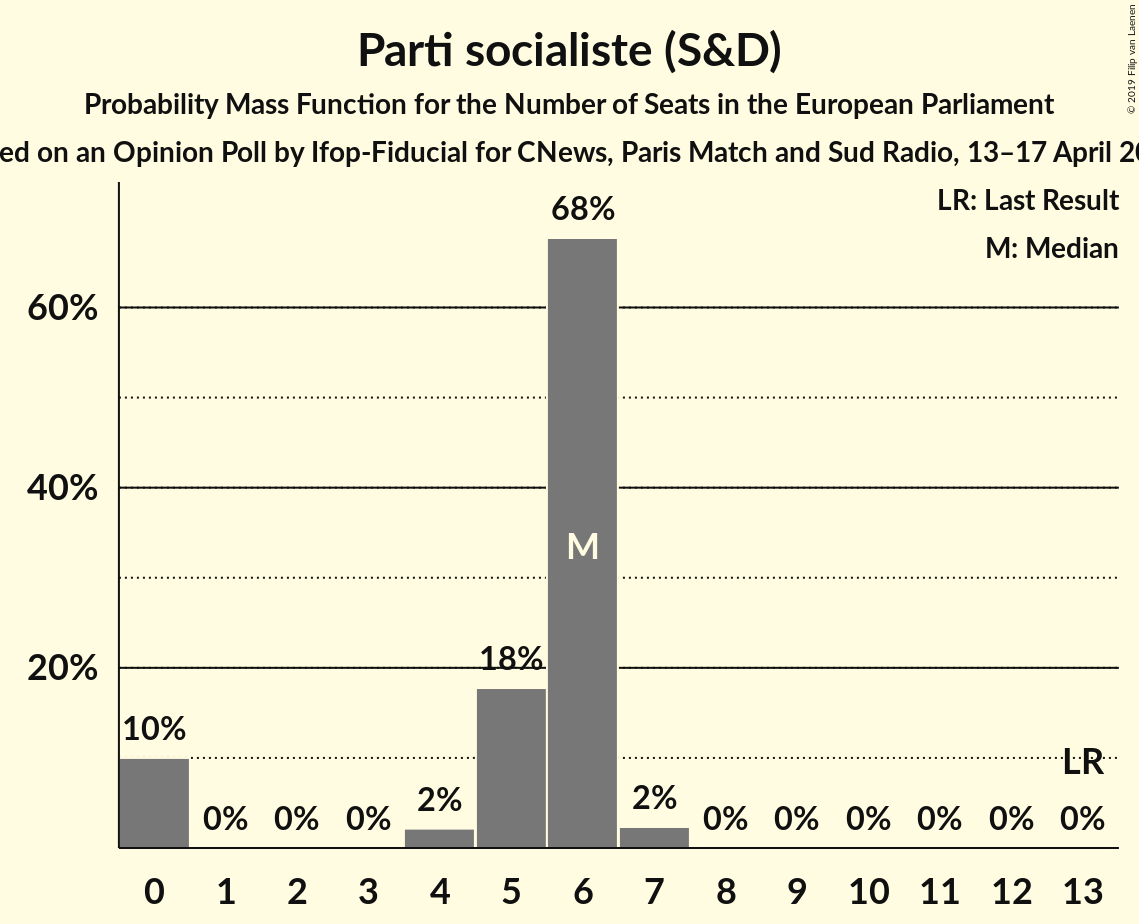 Parti socialiste (S&D)
Probability Mass Function for the Number of Seats in the European Parliament
ed on an Opinion Poll by Ifop-Fiducial for CNews, Paris Match and Sud Radio, 13–17 April 20
© 2019 Filip van Laenen
LR: Last Result
M: Median
68%
60%
40%
M
20%
18%
10%
LR
0% 0% 0% 2% 2% 0% 0% 0% 0% 0% 0%
0 1 2 3 4 5 6 7 8 9 10 11 12 13